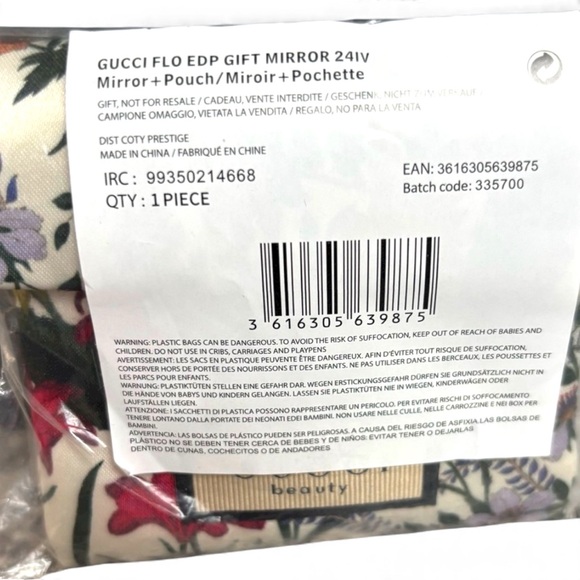 GUCCI FLO EDP GIFT MIRROR 24IV
Mirror+Pouch/Miroir+Pochette
GIFT, NOT FOR RESALE / CADEAU, VENTE INTERDITE / GESCHENK, NICHT ZUM VERKAUF
CAMPIONE OMAGGIO, VIETATA LA VENDITA / REGALO, NO PARA LA VENTA
DIST COTY PRESTIGE
MADE IN CHINA / FABRIQUÉ EN CHINE
IRC : 99350214668
EAN: 3616305639875
QTY : 1 PIECE
Batch code: 335700
3 616305 639875
WARNING: PLASTIC BAGS CAN BE DANGEROUS. TO AVOID THE RISK OF SUFFOCATION, KEEP OUT OF REACH OF BABIES AND
CHILDREN. DO NOT USE IN CRIBS, CARRIAGES AND PLAYPENS
AVERTISSEMENT: LES SACS EN PLASTIQUE PEUVENT ÊTRE DANGEREUX. AFIN D'ÉVITER TOUT RISQUE DE SUFFOCATION,
CONSERVER HORS DE PORTÉE DES NOURRISSONS ET DES ENFANTS. NE PAS UTILISER DANS LES BERCEAUX, LES POUSSETTES ET
LES PARCS POUR ENFANTS.
WARNUNG: PLASTIKTÜTEN STELLEN EINE GEFAHR DAR. WEGEN ERSTICKUNGSGEFAHR DÜRFEN SIE GRUNDSÄTZLICH NICHT IN
DIE HÄNDE VON BABYS UND KINDERN GELANGEN. LASSEN SIE PLASTIKTÜTEN NIE IN WIEGEN, KINDERWÄGEN ODER
LAUFSTÄLLEN LIEGEN.
ATTENZIONE: I SACCHETTI DI PLASTICA POSSONO RAPPRESENTARE UN PERICOLO. PER EVITARE RISCHI DI SOFFOCAMENTO
TENERE LONTANO DALLA PORTATE DEI NEONATI EDEI BAMBINI. NON USARE NELLE CULLE, NELLE CARROZZINE E NEI BOX PER
BAMBINI.
ADVERTENCIA: LAS BOLSAS DE PLÁSTICO PUEDEN SER PELIGROSAS. A CAUSA DEL RIESGO DE ASFIXIA,LAS BOLSAS DE
PLÁSTICO NO SE DEBEN TENER CERCA DE BEBES Y DE NIÑOS: EVITAR TENER O DEJARLAS
DENTRO DE CUNAS, COCHECITOS O DE ANDADORES
beauty